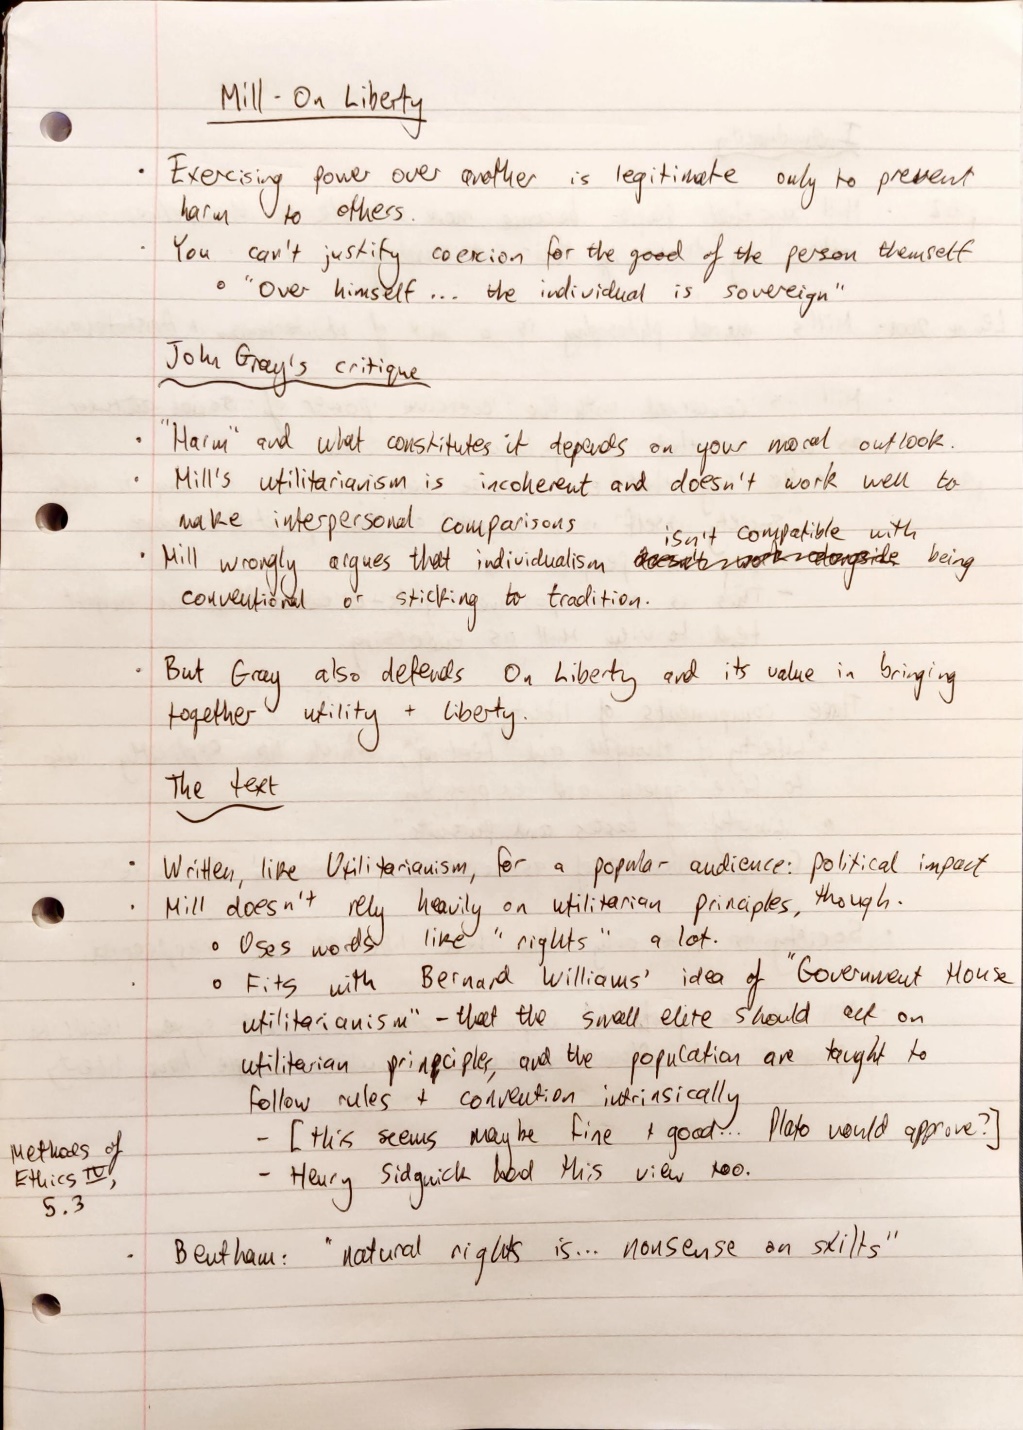 Mill - On Liberty
· Exercising power over another is legitimate only to prevent
harm to others.
· You can't justify coercion for the good of the person themself
∘ "Over himself... the individual is sovereign"
John Gray's critique
· "Harm" and what constitutes it depends on your moral outlook.
· Mill's utilitarianism is incoherent and doesn't work well to
make interpersonal comparisons
isn't compatible with
· Mill wrongly argues that individualism doesn't work alongside being
conventional or sticking to tradition.
· But Gray also defends On Liberty and its value in bringing
together utility + liberty.
The text
· Written, like Utilitarianism, for a popular audience: political impact
· Mill doesn't rely heavily on utilitarian principles, though.
∘ Uses words like "rights" a lot.
· ∘ Fits with Bernard Williams' idea of "Government House
utilitarianism" - that the small elite should act on
utilitarian principles, and the population are taught to
follow rules + convention intrinsically
- [this seems maybe fine + good... Plato would approve?]
- Henry Sidgwick had this view too.
Methods of
Ethics IV,
5.3
· Bentham: "natural rights is... nonsense on stilts"